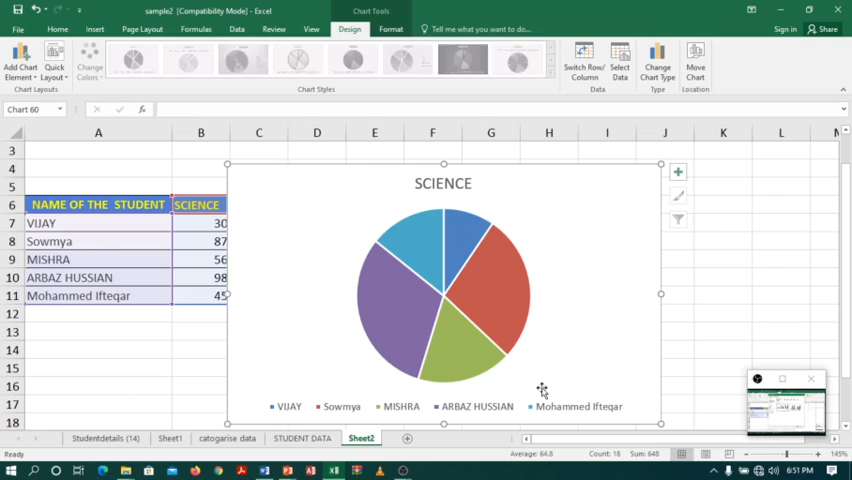 sample2 [Compatibility Mode] - Excel
Chart Tools
File Home Insert Page Layout Formulas Data Review View Design Format Tell me what you want to do... Sign in Share
Add Chart Element
Quick Layout
Change Colors
Switch Row/Column
Select Data
Change Chart Type
Move Chart
Chart Layouts Chart Styles Data Type Location
Chart 60 fx
A B C D E F G H I J K L M
3
4
5
6 NAME OF THE STUDENT SCIENCE
7 VIJAY 30
8 Sowmya 87
9 MISHRA 56
10 ARBAZ HUSSIAN 98
11 Mohammed Ifteqar 45
12
13
14
15
16
17
18
SCIENCE
VIJAY Sowmya MISHRA ARBAZ HUSSIAN Mohammed Ifteqar
Studentdetails (14) Sheet1 catogarise data STUDENT DATA Sheet2
Ready Average: 64.8 Count: 18 Sum: 648 145%
6:51 PM